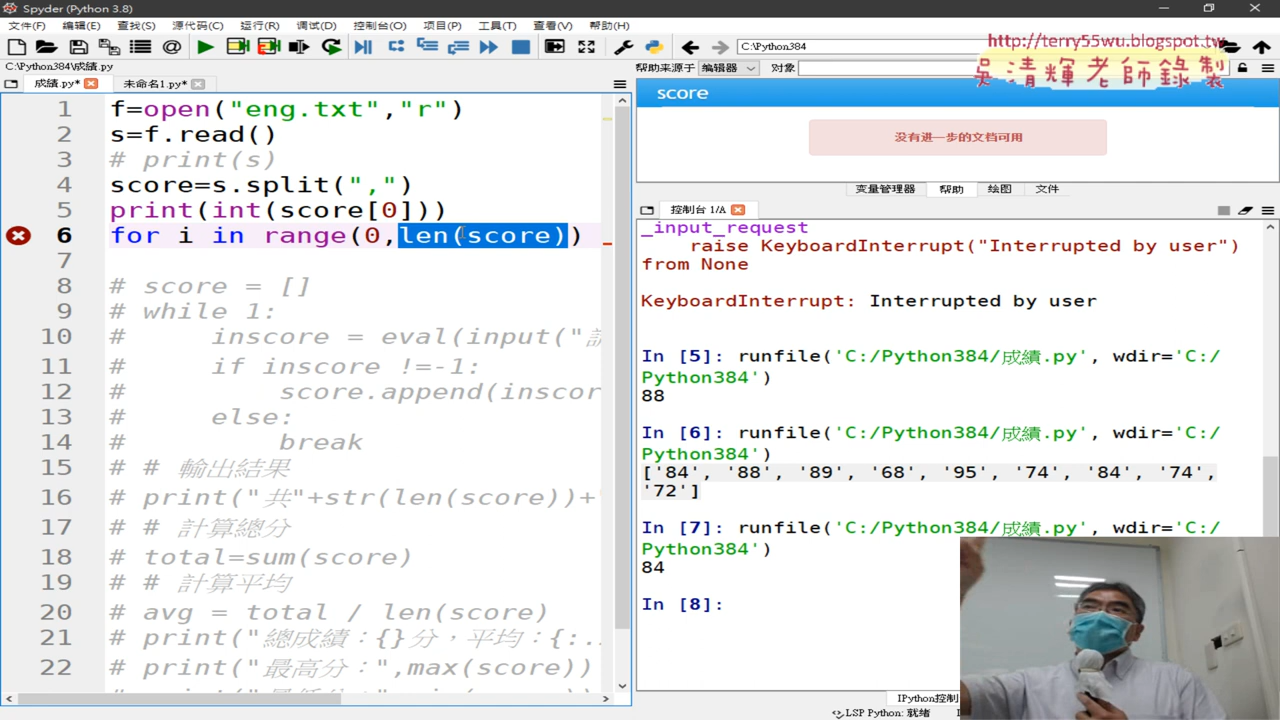 Spyder (Python 3.8)
文件(F) 编辑(E) 查找(S) 源代码(C) 运行(R) 调试(D) 控制台(O) 项目(P) 工具(T) 查看(V) 帮助(H)
C:\Python384
http://terry55wu.blogspot.tw
吳清輝老師錄製
C:\Python384\成績.py
帮助来源于 编辑器 对象
成績.py* 未命名1.py*
score
没有进一步的文档可用
变量管理器 帮助 绘图 文件
控制台 1/A
1 f=open("eng.txt","r")
2 s=f.read()
3 # print(s)
4 score=s.split(",")
5 print(int(score[0]))
6 for i in range(0,len(score))
7
8 # score = []
9 # while 1:
10 # inscore = eval(input("
11 # if inscore !=-1:
12 # score.append(inscor
13 # else:
14 # break
15 # # 輸出結果
16 # print("共"+str(len(score))+"
17 # # 計算總分
18 # total=sum(score)
19 # # 計算平均
20 # avg = total / len(score)
21 # print("總成績：{}分，平均：{:.
22 # print("最高分：",max(score))
_input_request
raise KeyboardInterrupt("Interrupted by user")
from None
KeyboardInterrupt: Interrupted by user
In [5]: runfile('C:/Python384/成績.py', wdir='C:/
Python384')
88
In [6]: runfile('C:/Python384/成績.py', wdir='C:/
Python384')
['84', '88', '89', '68', '95', '74', '84', '74',
'72']
In [7]: runfile('C:/Python384/成績.py', wdir='C:/
Python384')
84
In [8]:
IPython控制
LSP Python: 就绪